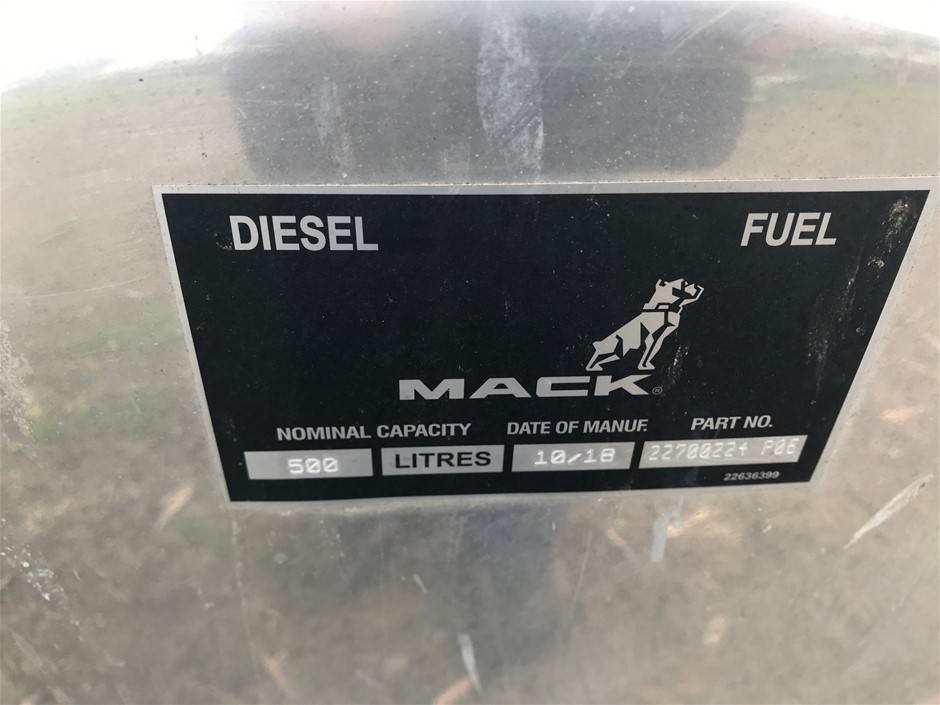 DIESEL FUEL
MACK®
NOMINAL CAPACITY DATE OF MANUF. PART NO.
500 LITRES 10/18 22700224 P06
22636399